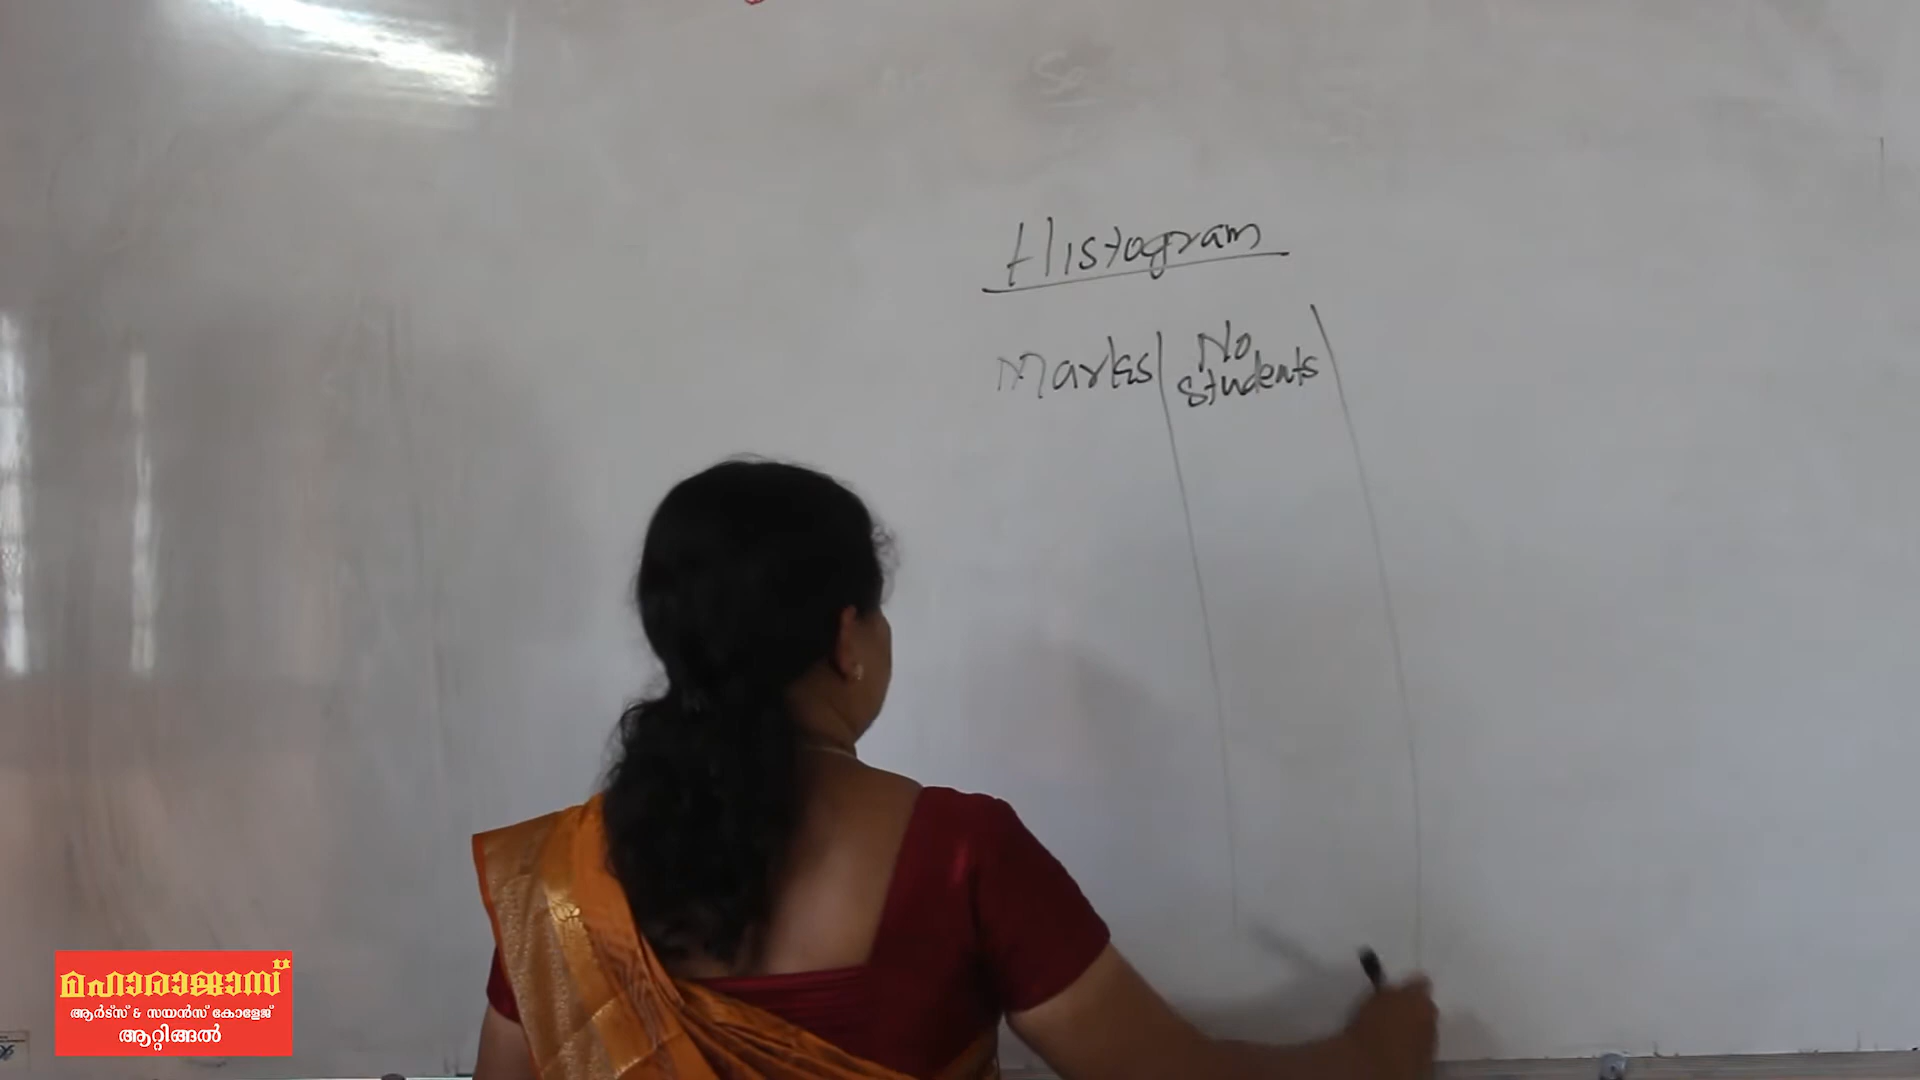 Histogram
Marks
No
students
മഹാരാജാസ്
ആർട്സ് & സയൻസ് കോളേജ്
ആറ്റിങ്ങൽ